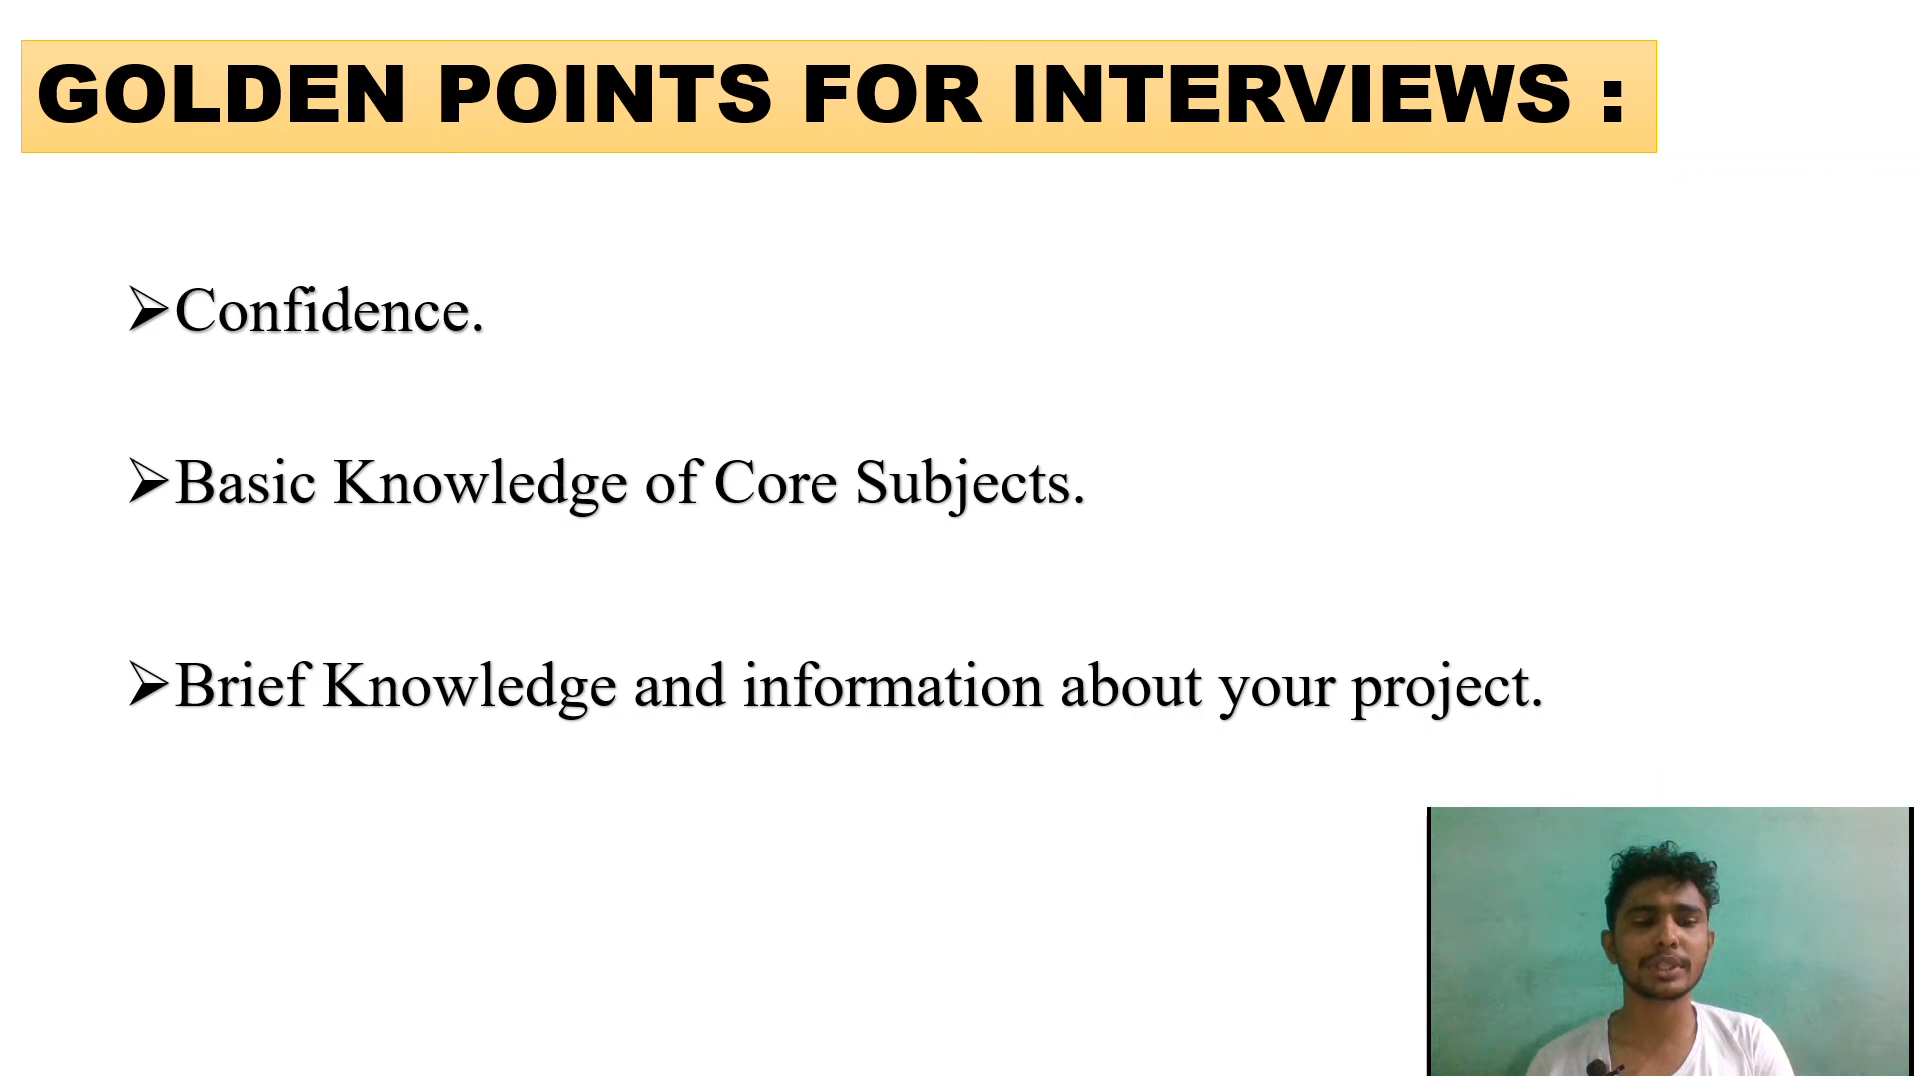 GOLDEN POINTS FOR INTERVIEWS :
➢Confidence.
➢Basic Knowledge of Core Subjects.
➢Brief Knowledge and information about your project.